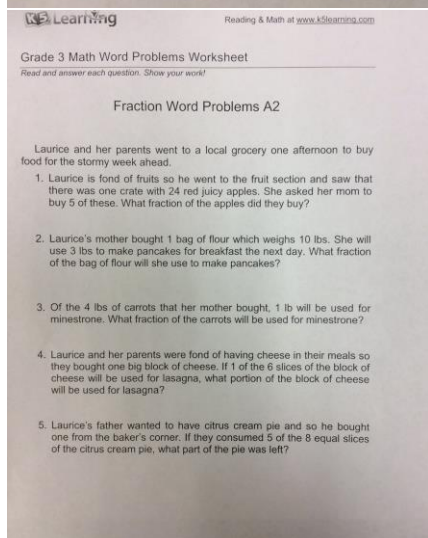 K5 Learning
Reading & Math at www.k5learning.com
Grade 3 Math Word Problems Worksheet
Read and answer each question. Show your work!
Fraction Word Problems A2
Laurice and her parents went to a local grocery one afternoon to buy
food for the stormy week ahead.
1. Laurice is fond of fruits so he went to the fruit section and saw that
there was one crate with 24 red juicy apples. She asked her mom to
buy 5 of these. What fraction of the apples did they buy?
2. Laurice's mother bought 1 bag of flour which weighs 10 lbs. She will
use 3 lbs to make pancakes for breakfast the next day. What fraction
of the bag of flour will she use to make pancakes?
3. Of the 4 lbs of carrots that her mother bought, 1 lb will be used for
minestrone. What fraction of the carrots will be used for minestrone?
4. Laurice and her parents were fond of having cheese in their meals so
they bought one big block of cheese. If 1 of the 6 slices of the block of
cheese will be used for lasagna, what portion of the block of cheese
will be used for lasagna?
5. Laurice's father wanted to have citrus cream pie and so he bought
one from the baker's corner. If they consumed 5 of the 8 equal slices
of the citrus cream pie, what part of the pie was left?